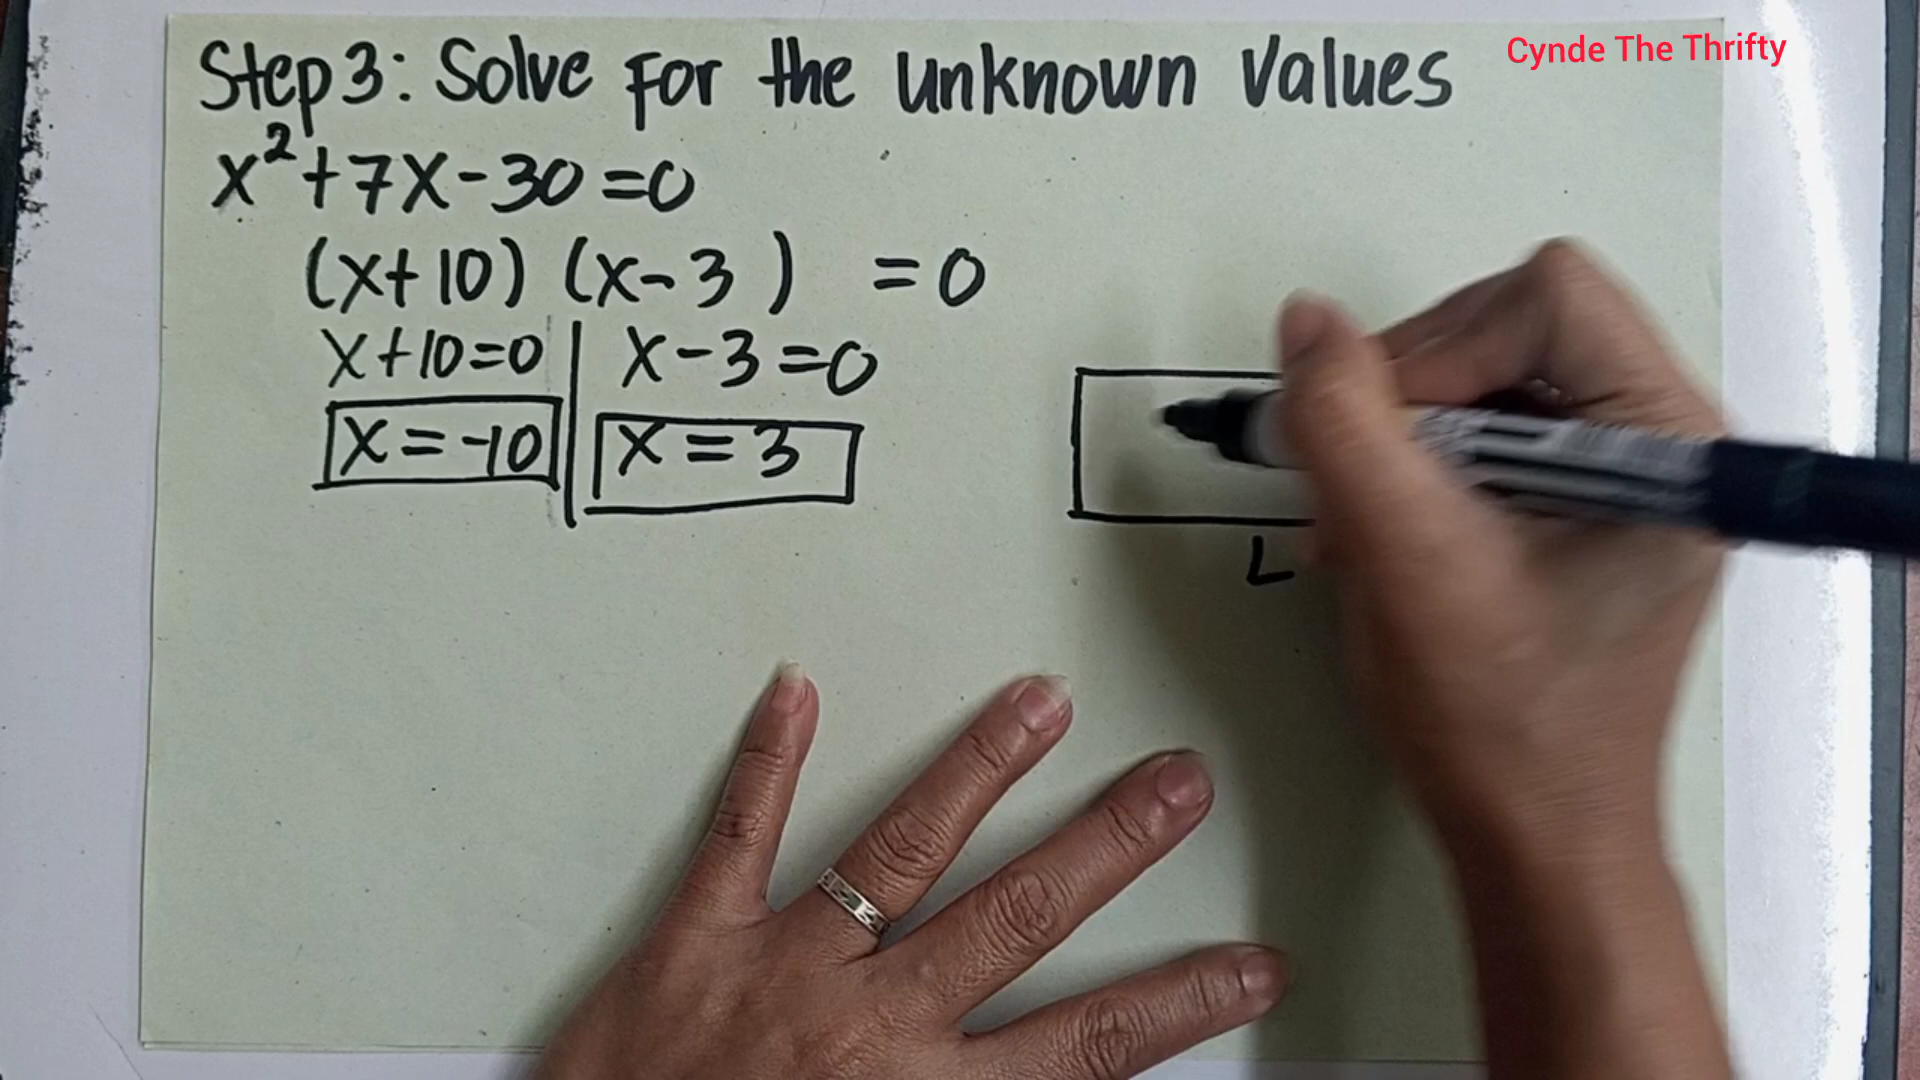 Step 3: Solve For the unknown Values
Cynde The Thrifty
x²+7x-30=0
(x+10) (x-3) =0
x+10=0 | x-3=0
x=-10 | x=3
L